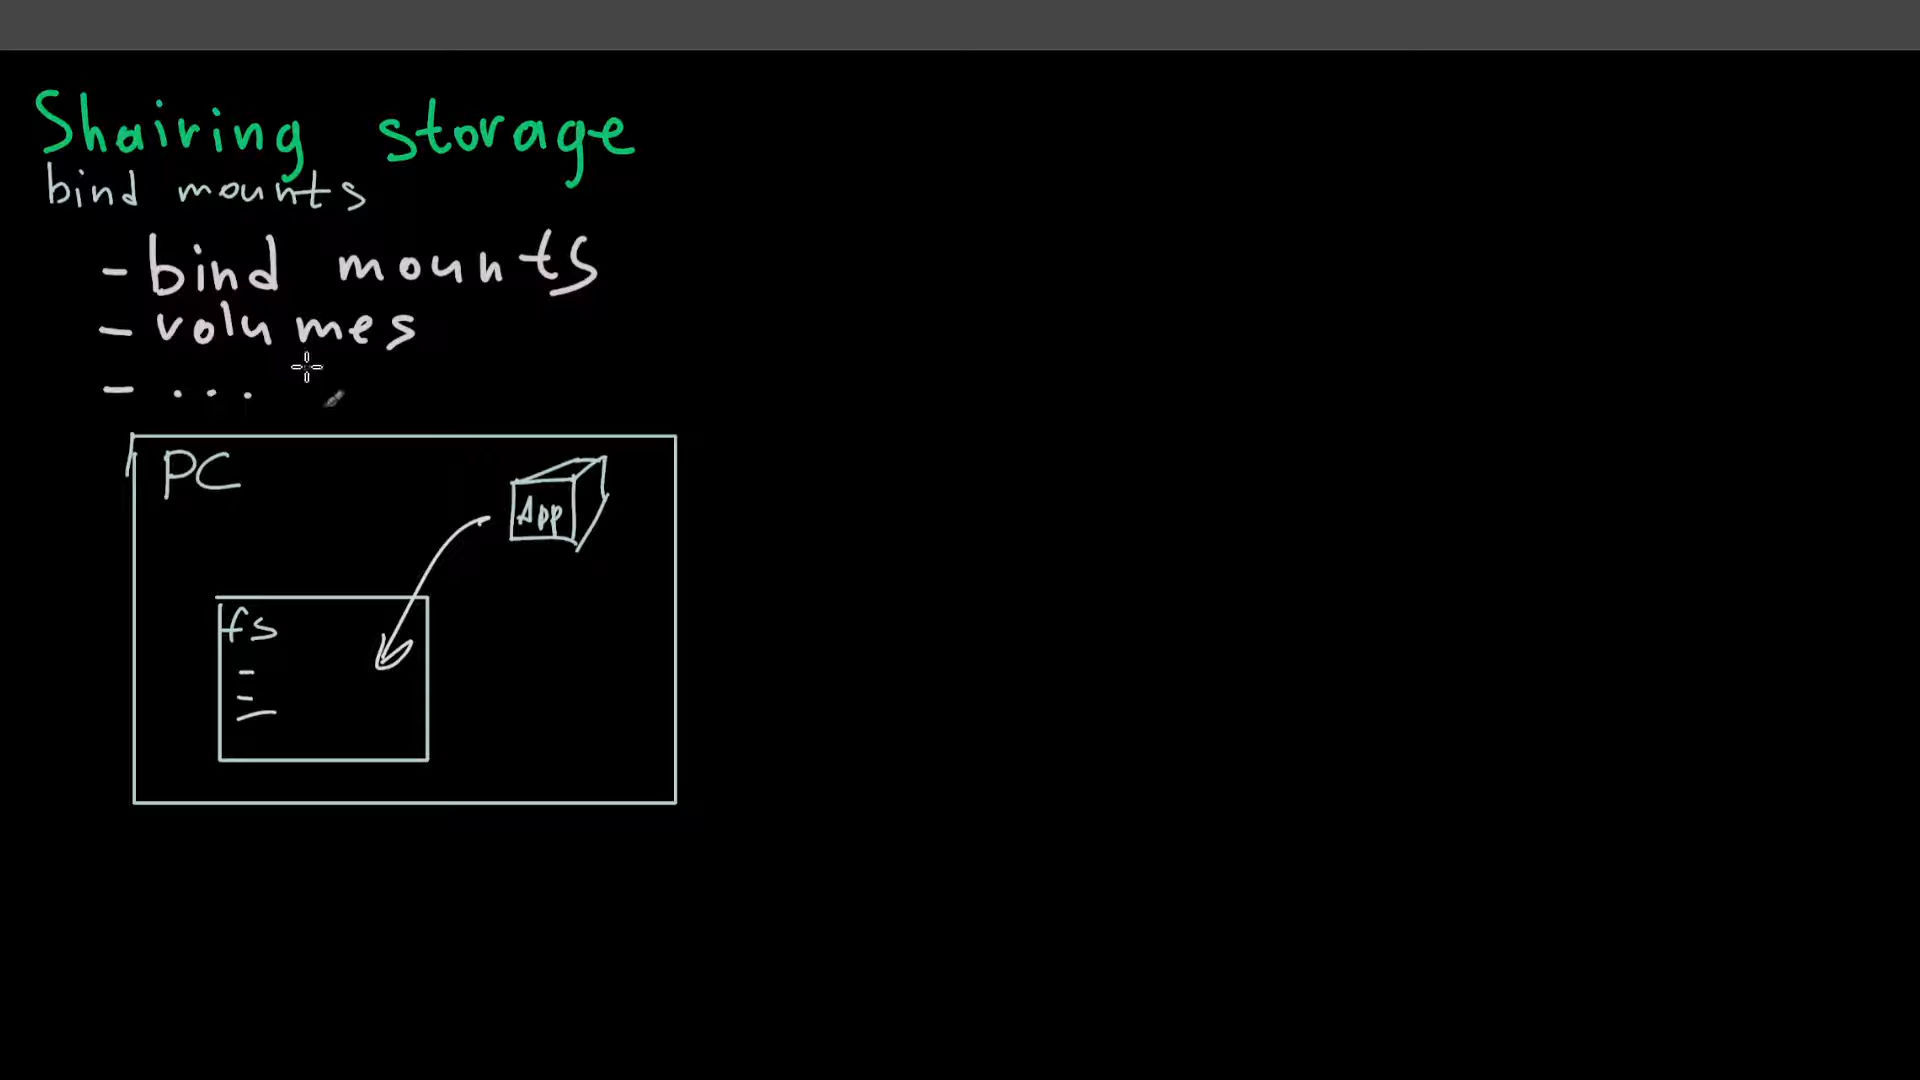 Shairing storage
bind mounts
- bind mounts
- volumes
- ...
PC
App
fs